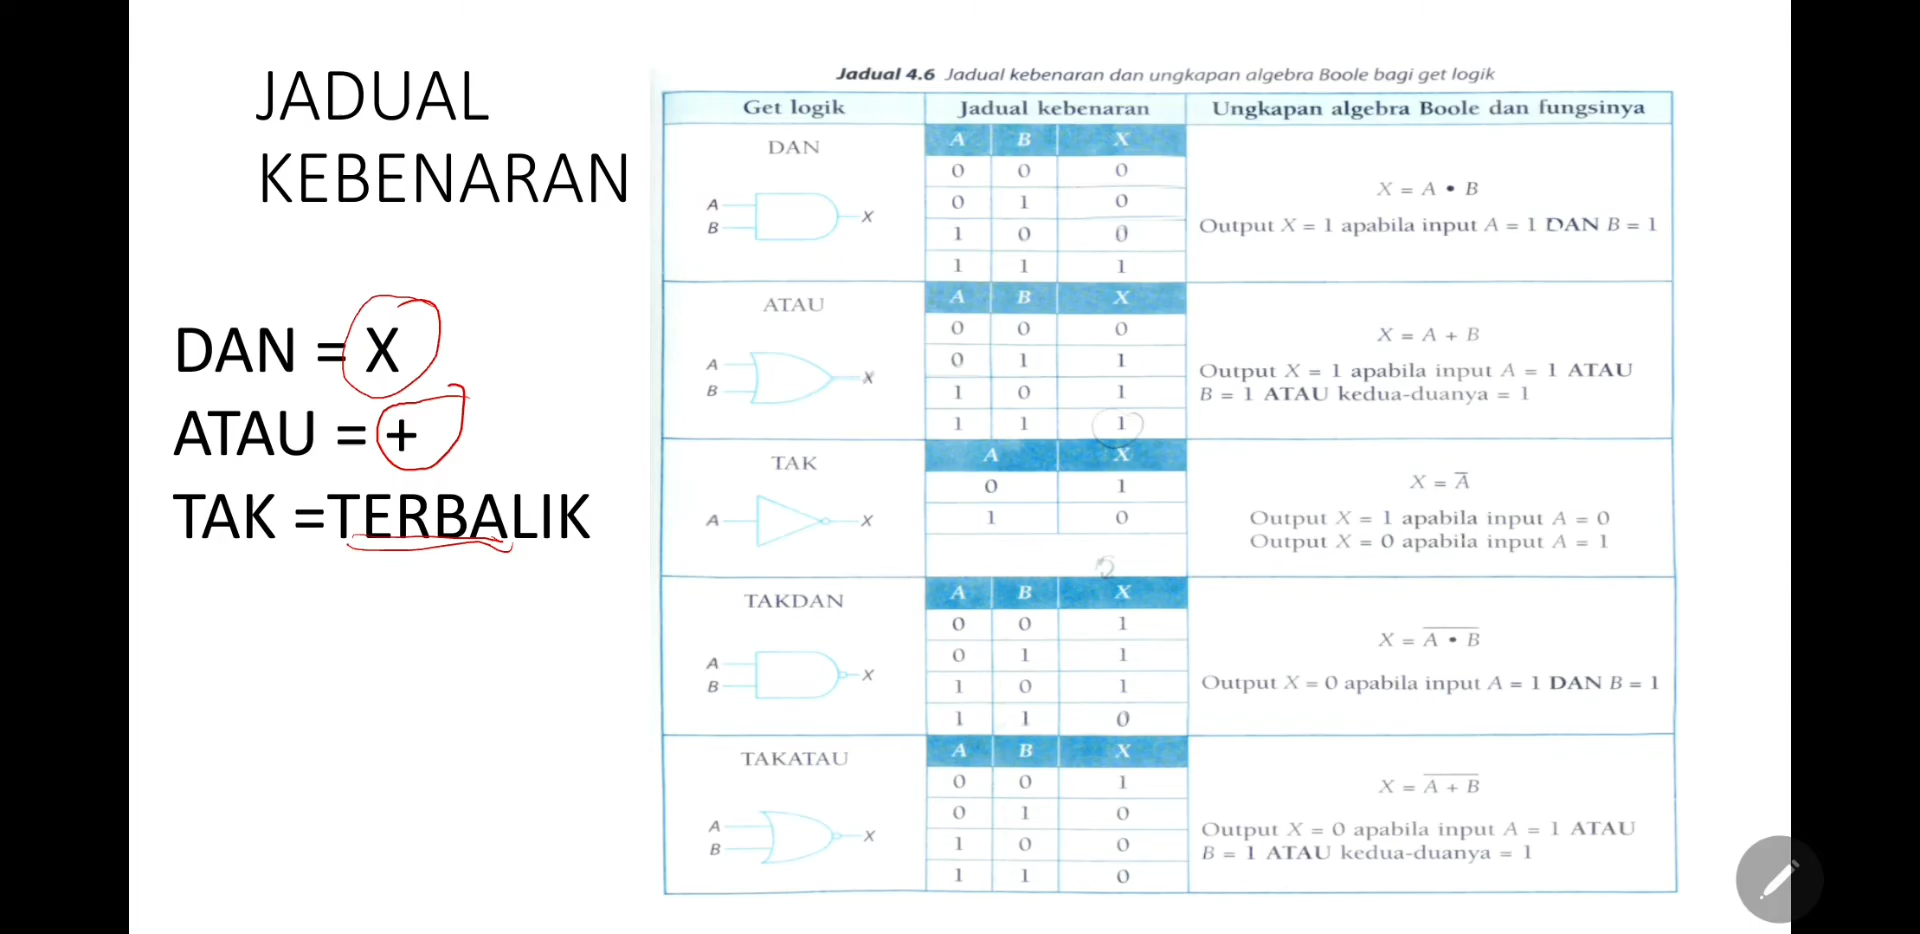 JADUAL
KEBENARAN
DAN = X
ATAU = +
TAK =TERBALIK
Jadual 4.6 Jadual kebenaran dan ungkapan algebra Boole bagi get logik
Get logik Jadual kebenaran Ungkapan algebra Boole dan fungsinya
DAN
A
B
X
A B X
0 0 0
0 1 0
1 0 0
1 1 1
X = A • B
Output X = 1 apabila input A = 1 DAN B = 1
ATAU
A
B
X
A B X
0 0 0
0 1 1
1 0 1
1 1 1
X = A + B
Output X = 1 apabila input A = 1 ATAU
B = 1 ATAU kedua-duanya = 1
TAK
A X
A X
0 1
1 0
X = A̅
Output X = 1 apabila input A = 0
Output X = 0 apabila input A = 1
TAKDAN
A
B
X
A B X
0 0 1
0 1 1
1 0 1
1 1 0
X = A̅ ̅•̅ ̅B̅
Output X = 0 apabila input A = 1 DAN B = 1
TAKATAU
A
B
X
A B X
0 0 1
0 1 0
1 0 0
1 1 0
X = A̅ ̅+̅ ̅B̅
Output X = 0 apabila input A = 1 ATAU
B = 1 ATAU kedua-duanya = 1